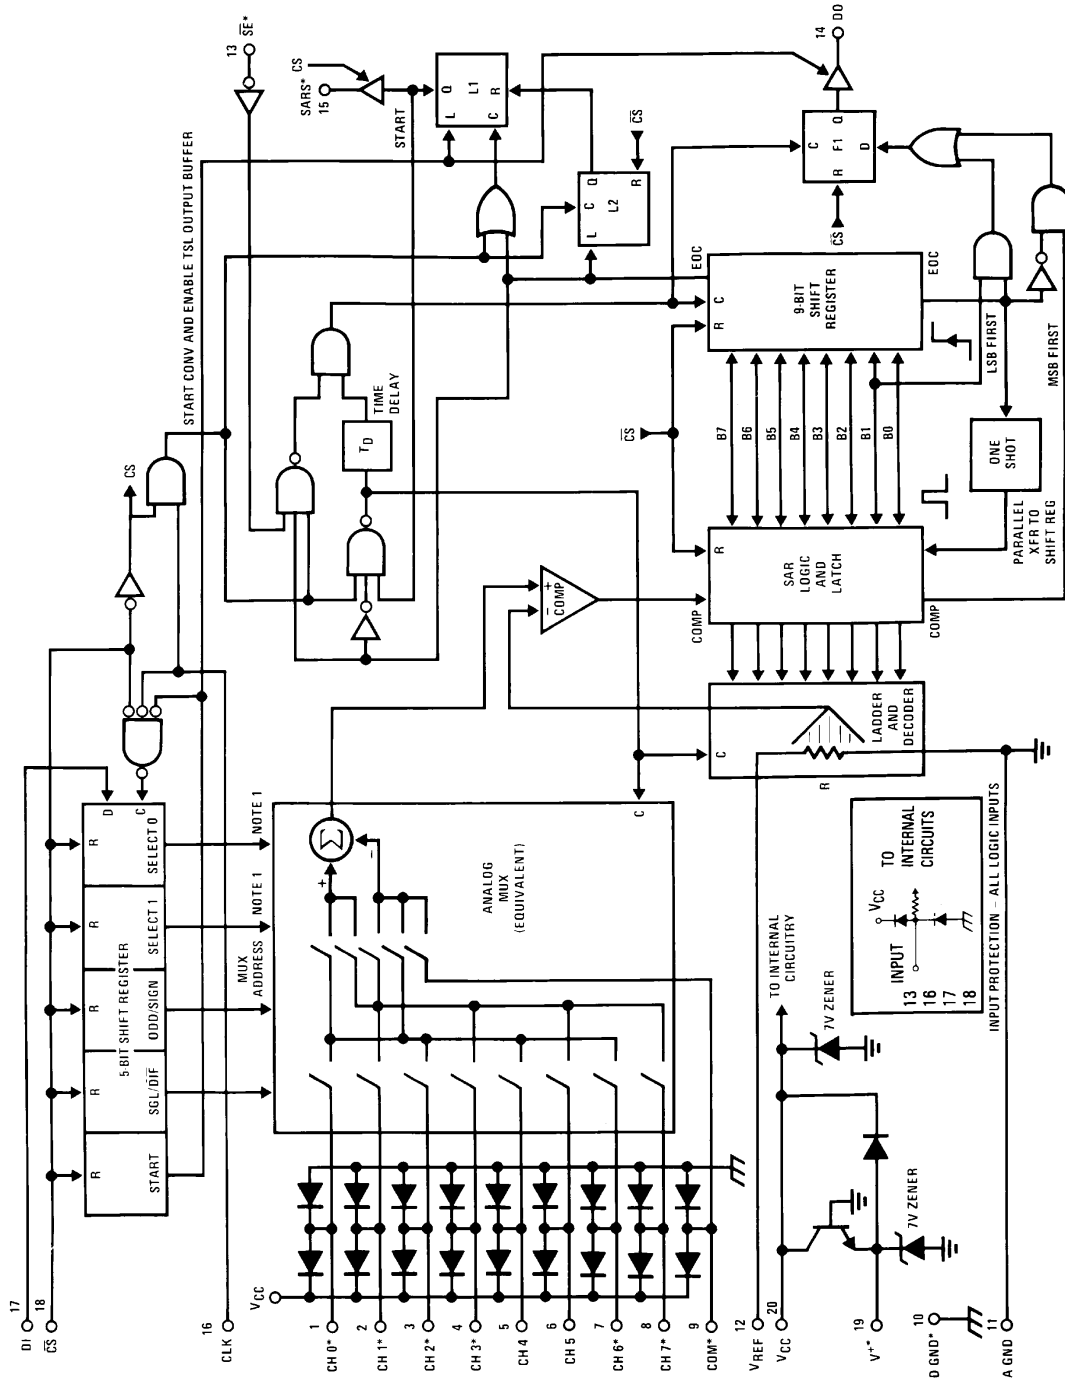 17
DI
18
C̅S̅
16
CLK
R
START
R
SGL/D̅I̅F̅
R
ODD/SIGN
5-BIT SHIFT REGISTER
R
SELECT 1
R
SELECT 0
D
C
MUX
ADDRESS
NOTE 1
NOTE 1
CS
START CONV AND ENABLE TSL OUTPUT BUFFER
13
S̅E̅*
SARS*
15
CS
START
L
Q
L1
C
R
TD
TIME
DELAY
L
C
Q
L2
R
C̅S̅
14
DO
C
Q
F1
R
D
C̅S̅
EOC
C
R
9-BIT
SHIFT
REGISTER
EOC
C̅S̅
B7
B6
B5
B4
B3
B2
B1
B0
LSB FIRST
MSB FIRST
ONE
SHOT
PARALLEL
XFR TO
SHIFT REG
R
SAR
LOGIC
AND
LATCH
COMP
COMP
+
−
COMP
C
LADDER
AND
DECODER
R
Σ
+
−
ANALOG
MUX
(EQUIVALENT)
C
VCC
1
CH 0*
2
CH 1*
3
CH 2*
4
CH 3*
5
CH 4
6
CH 5
7
CH 6*
8
CH 7*
9
COM*
12
VREF
20
VCC
19
V+*
10
D GND*
11
A GND
TO INTERNAL
CIRCUITRY
7V ZENER
7V ZENER
VCC
INPUT
13
16
17
18
TO
INTERNAL
CIRCUITS
INPUT PROTECTION – ALL LOGIC INPUTS